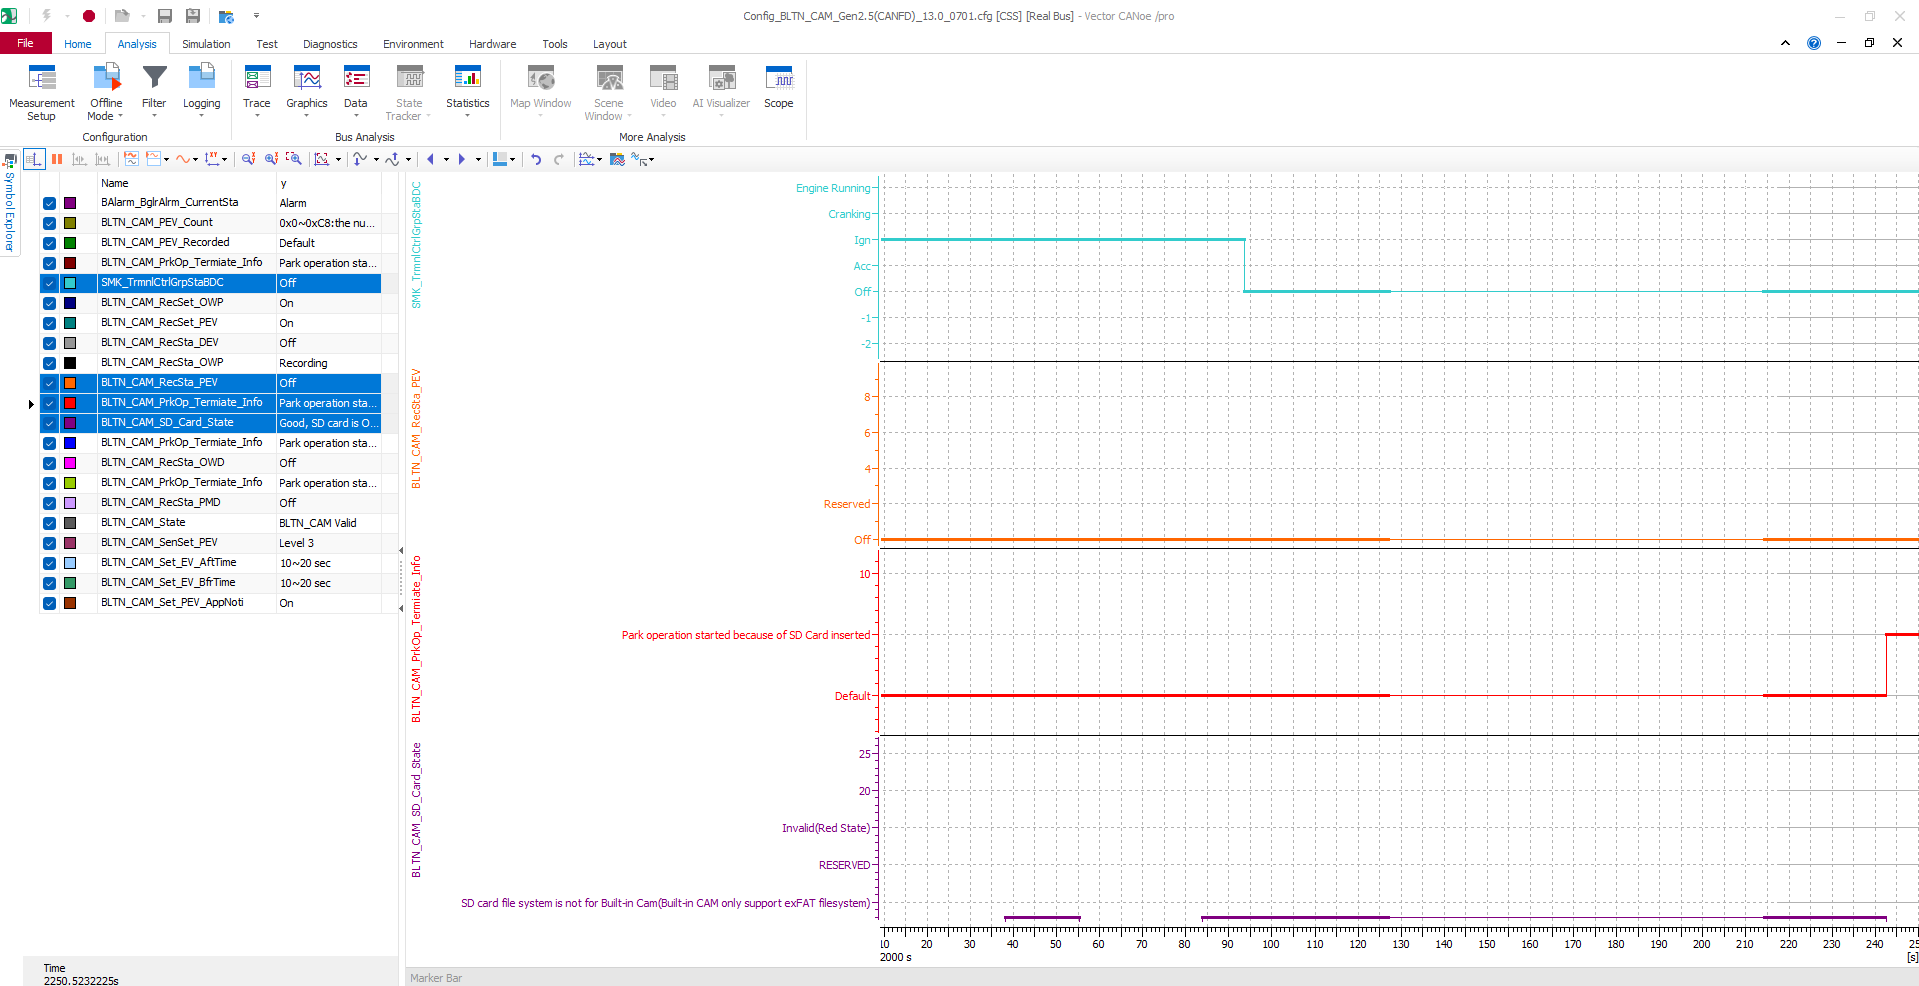 Config_BLTN_CAM_Gen2.5(CANFD)_13.0_0701.cfg [CSS] [Real Bus] - Vector CANoe /pro
File Home Analysis Simulation Test Diagnostics Environment Hardware Tools Layout
Measurement Setup
Offline Mode
Filter
Logging
Trace
Graphics
Data
State Tracker
Statistics
Map Window
Scene Window
Video
AI Visualizer
Scope
Configuration
Bus Analysis
More Analysis
Symbol Explorer
Name y
BAlarm_BglrAlrm_CurrentSta Alarm
BLTN_CAM_PEV_Count 0x0~0xC8:the nu...
BLTN_CAM_PEV_Recorded Default
BLTN_CAM_PrkOp_Termiate_Info Park operation sta...
SMK_TrmnlCtrlGrpStaBDC Off
BLTN_CAM_RecSet_OWP On
BLTN_CAM_RecSet_PEV On
BLTN_CAM_RecSta_DEV Off
BLTN_CAM_RecSta_OWP Recording
BLTN_CAM_RecSta_PEV Off
BLTN_CAM_PrkOp_Termiate_Info Park operation sta...
BLTN_CAM_SD_Card_State Good, SD card is O...
BLTN_CAM_PrkOp_Termiate_Info Park operation sta...
BLTN_CAM_RecSta_OWD Off
BLTN_CAM_PrkOp_Termiate_Info Park operation sta...
BLTN_CAM_RecSta_PMD Off
BLTN_CAM_State BLTN_CAM Valid
BLTN_CAM_SenSet_PEV Level 3
BLTN_CAM_Set_EV_AftTime 10~20 sec
BLTN_CAM_Set_EV_BfrTime 10~20 sec
BLTN_CAM_Set_PEV_AppNoti On
Time
2250.5232225s
SMK_TrmnlCtrlGrpStaBDC
Engine Running
Cranking
Ign
Acc
Off
-1
-2
BLTN_CAM_RecSta_PEV
8
6
4
Reserved
Off
BLTN_CAM_PrkOp_Termiate_Info
10
Park operation started because of SD Card inserted
Default
BLTN_CAM_SD_Card_State
25
20
Invalid(Red State)
RESERVED
SD card file system is not for Built-in Cam(Built-in CAM only support exFAT filesystem)
10 20 30 40 50 60 70 80 90 100 110 120 130 140 150 160 170 180 190 200 210 220 230 240 25
2000 s [s]
Marker Bar